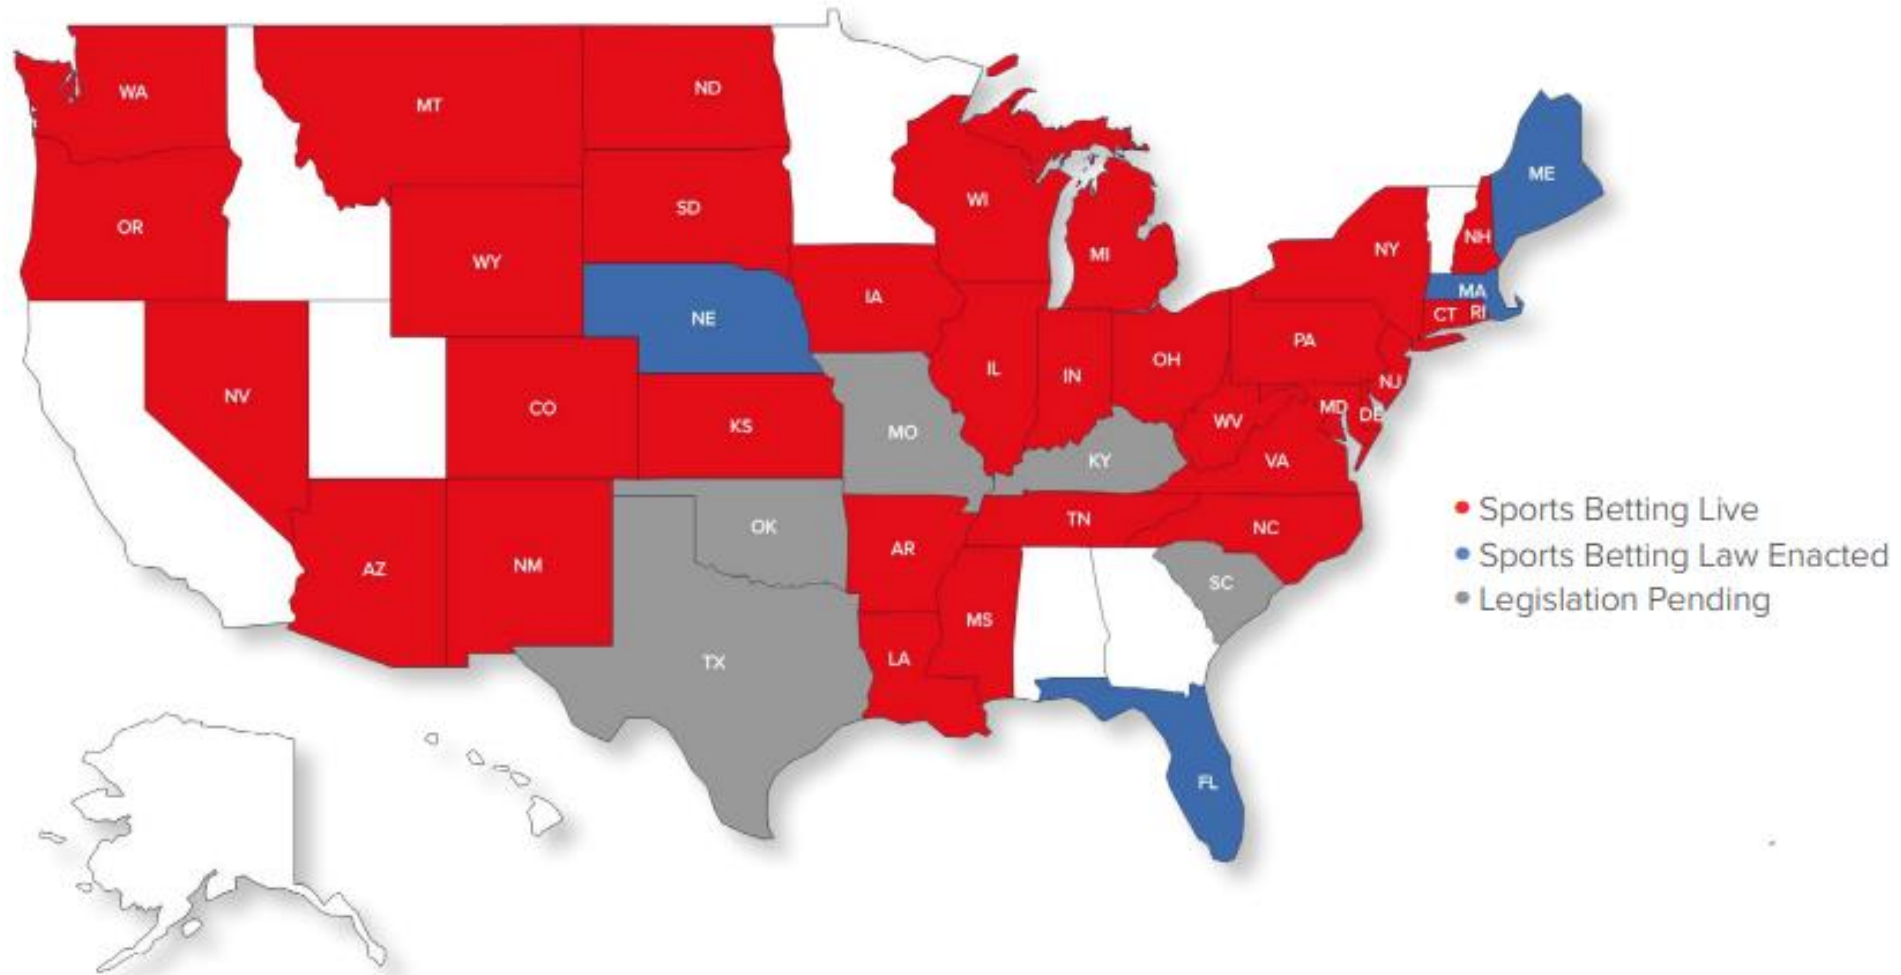 WA
MT
ND
ME
OR
SD
WI
NH
NY
MI
WY
MA
IA
NE
CT RI
PA
OH
IL
IN
NJ
NV
CO
MD
DE
WV
KS
MO
KY
VA
• Sports Betting Live
TN
OK
NC
AR
• Sports Betting Law Enacted
AZ
NM
SC
• Legislation Pending
MS
LA
TX
FL